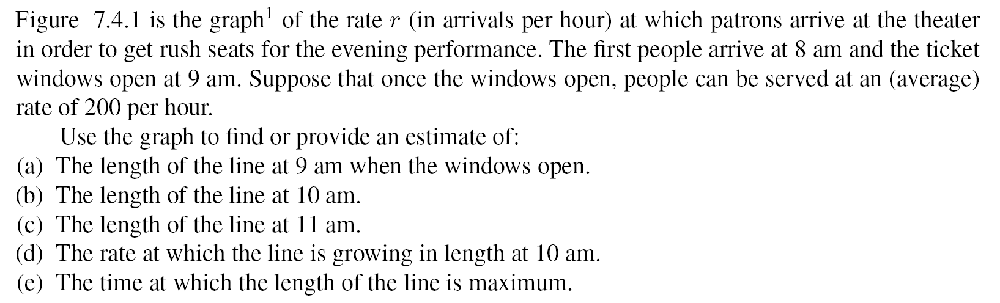 Figure 7.4.1 is the graph¹ of the rate r (in arrivals per hour) at which patrons arrive at the theater
in order to get rush seats for the evening performance. The first people arrive at 8 am and the ticket
windows open at 9 am. Suppose that once the windows open, people can be served at an (average)
rate of 200 per hour.
Use the graph to find or provide an estimate of:
(a) The length of the line at 9 am when the windows open.
(b) The length of the line at 10 am.
(c) The length of the line at 11 am.
(d) The rate at which the line is growing in length at 10 am.
(e) The time at which the length of the line is maximum.